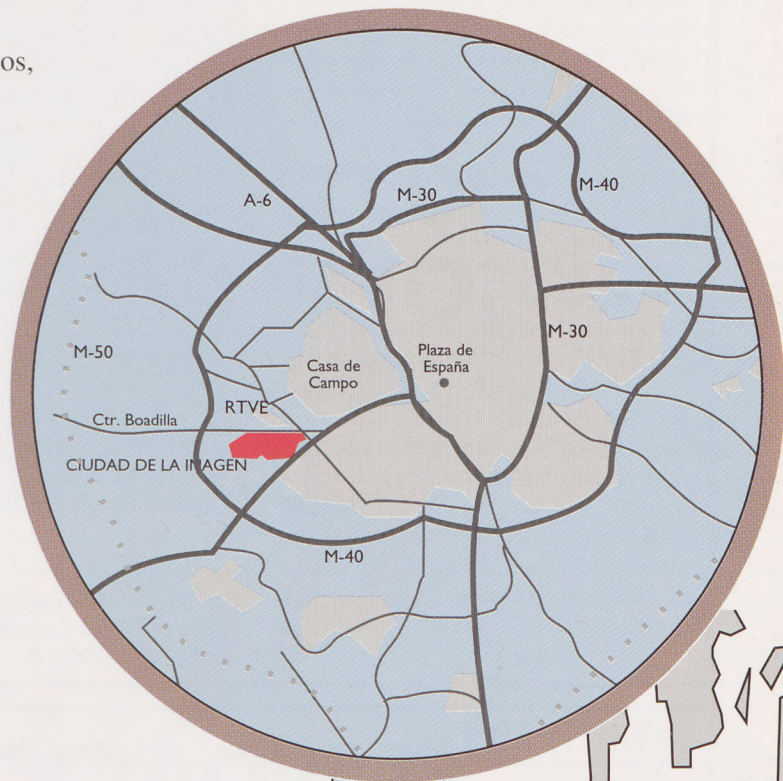 os,
A-6
M-30
M-40
M-50
M-30
Casa de
Campo
Plaza de
España
RTVE
Ctr. Boadilla
CiUDAD DE LA IMAGEN
M-40